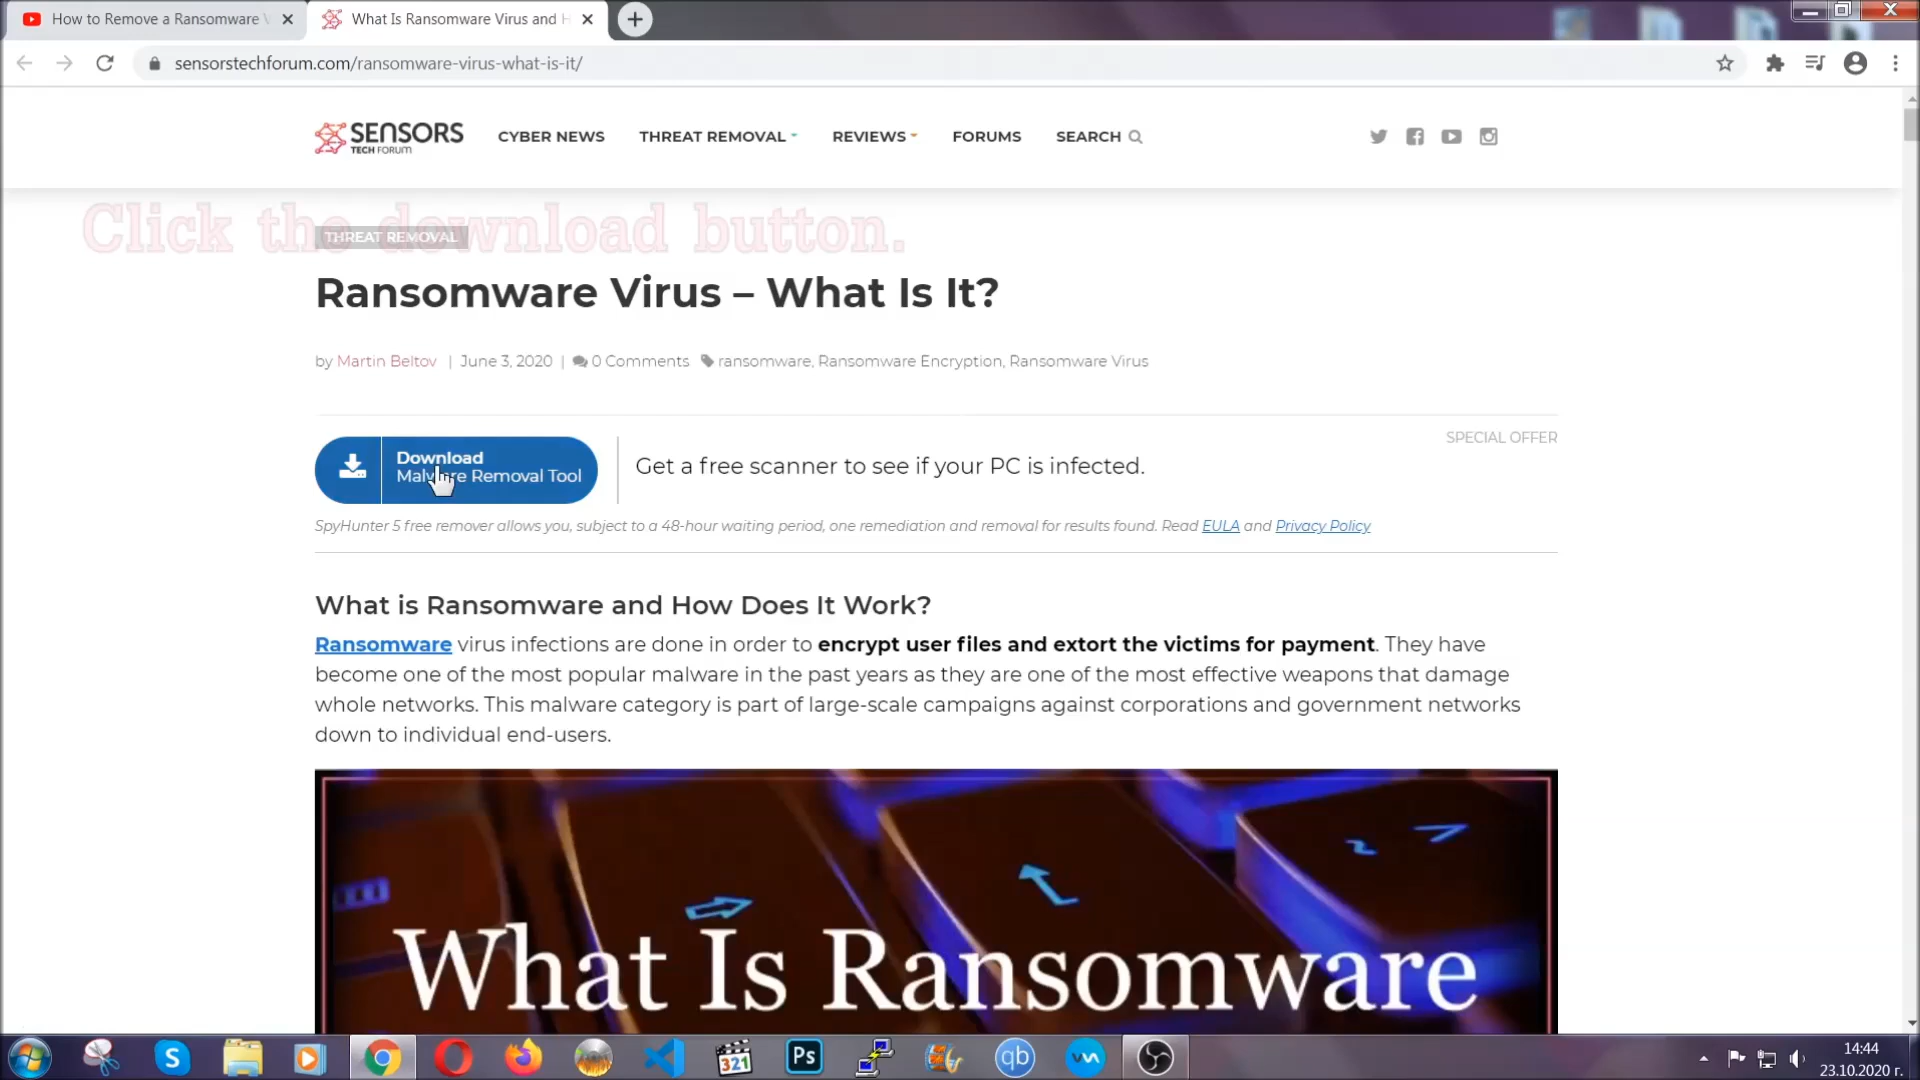 How to Remove a Ransomware V
What Is Ransomware Virus and H
sensorstechforum.com/ransomware-virus-what-is-it/
SENSORS
TECH FORUM
CYBER NEWS
THREAT REMOVAL
REVIEWS
FORUMS
SEARCH
Click the download button.
THREAT REMOVAL
Ransomware Virus – What Is It?
by Martin Beltov | June 3, 2020 | 0 Comments ransomware, Ransomware Encryption, Ransomware Virus
SPECIAL OFFER
Download
Malware Removal Tool
Get a free scanner to see if your PC is infected.
SpyHunter 5 free remover allows you, subject to a 48-hour waiting period, one remediation and removal for results found. Read EULA and Privacy Policy
What is Ransomware and How Does It Work?
Ransomware virus infections are done in order to encrypt user files and extort the victims for payment. They have
become one of the most popular malware in the past years as they are one of the most effective weapons that damage
whole networks. This malware category is part of large-scale campaigns against corporations and government networks
down to individual end-users.
What Is Ransomware
S
321
Ps
qb
14:44
23.10.2020 г.